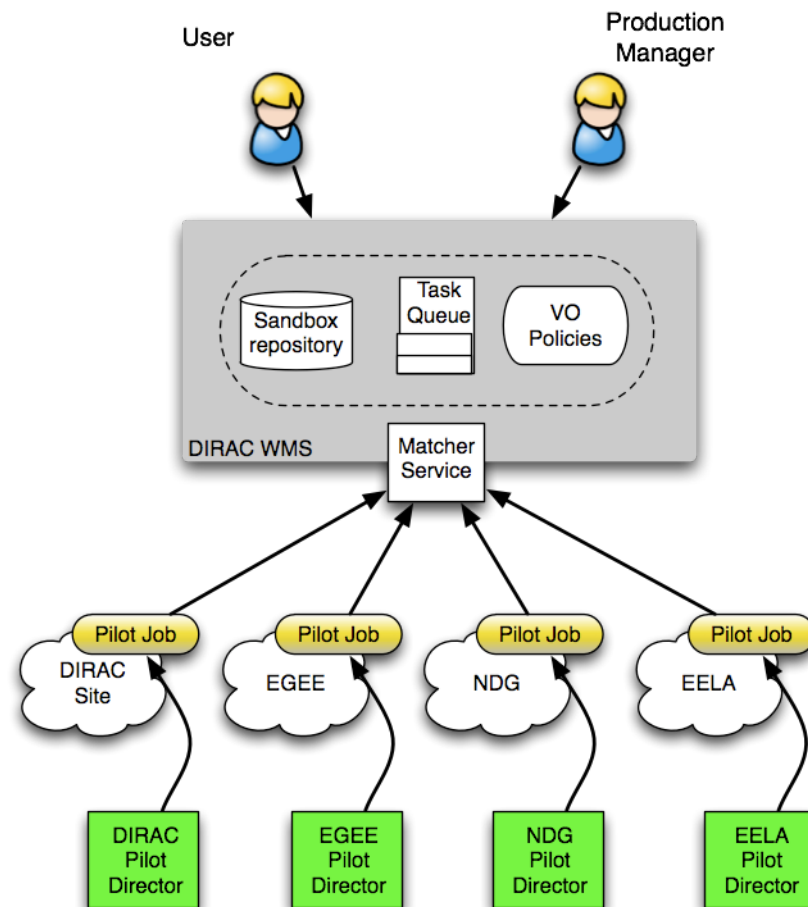 User
Production
Manager
Sandbox
repository
Task
Queue
VO
Policies
DIRAC WMS
Matcher
Service
Pilot Job
Pilot Job
Pilot Job
Pilot Job
DIRAC
Site
EGEE
NDG
EELA
DIRAC
Pilot
Director
EGEE
Pilot
Director
NDG
Pilot
Director
EELA
Pilot
Director